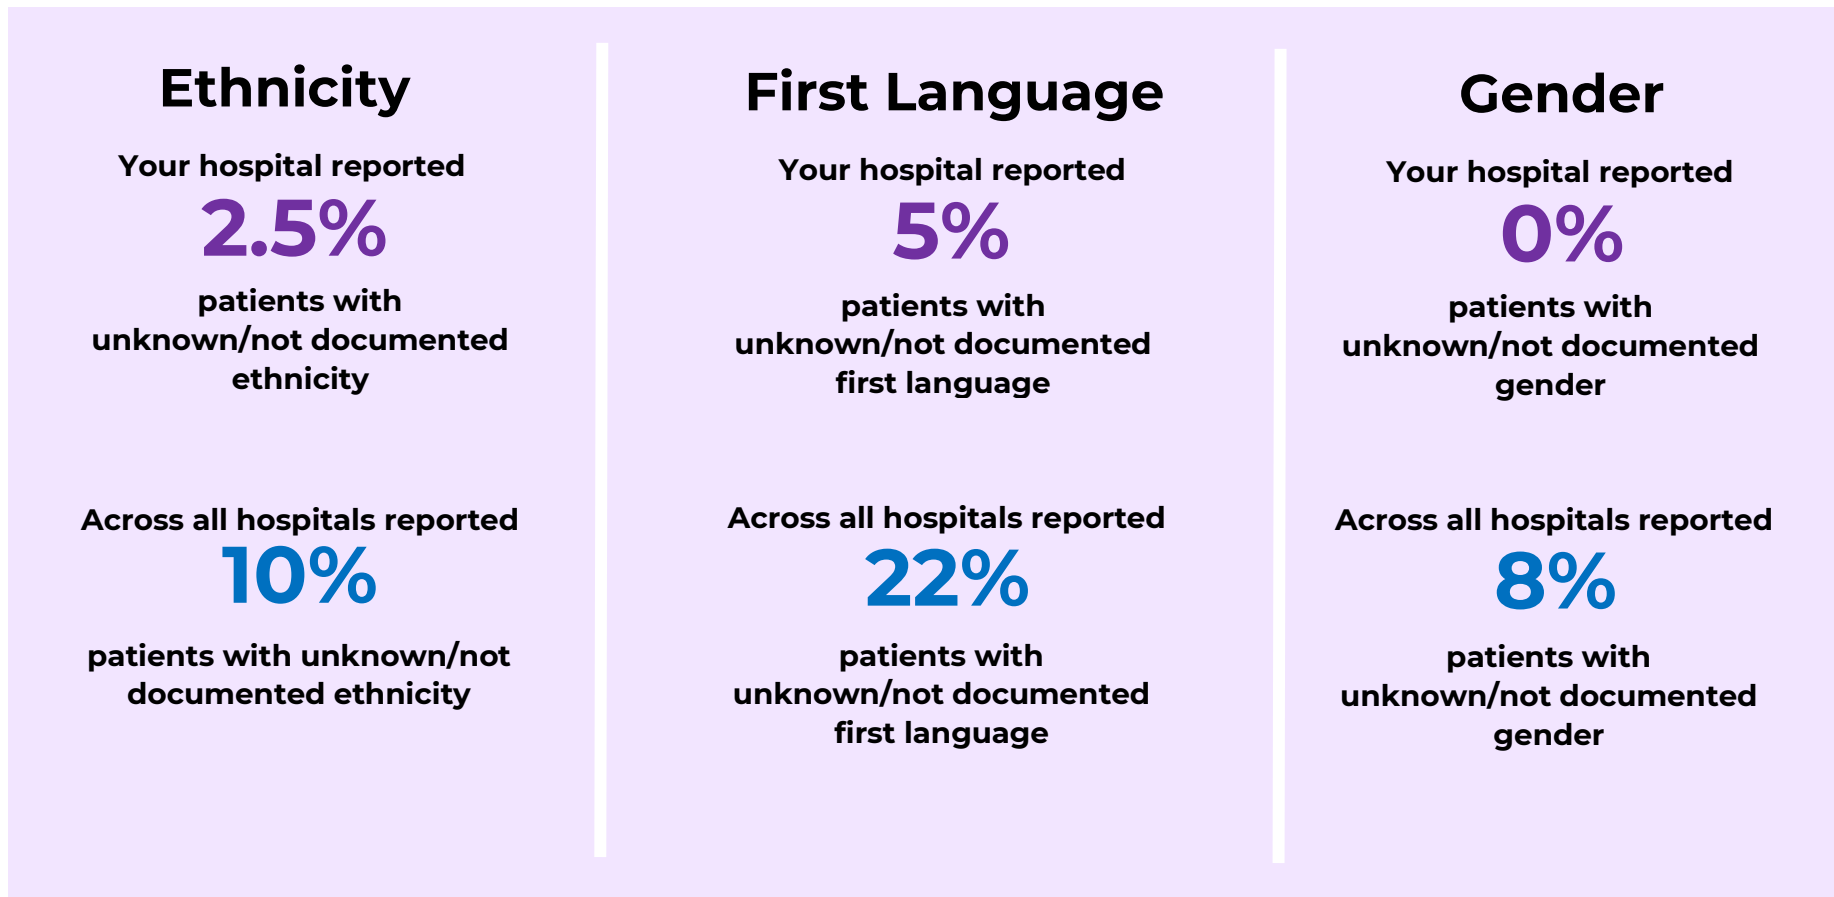 Ethnicity
Your hospital reported
2.5%
patients with
unknown/not documented
ethnicity
Across all hospitals reported
10%
patients with unknown/not
documented ethnicity
First Language
Your hospital reported
5%
patients with
unknown/not documented
first language
Across all hospitals reported
22%
patients with
unknown/not documented
first language
Gender
Your hospital reported
0%
patients with
unknown/not documented
gender
Across all hospitals reported
8%
patients with
unknown/not documented
gender